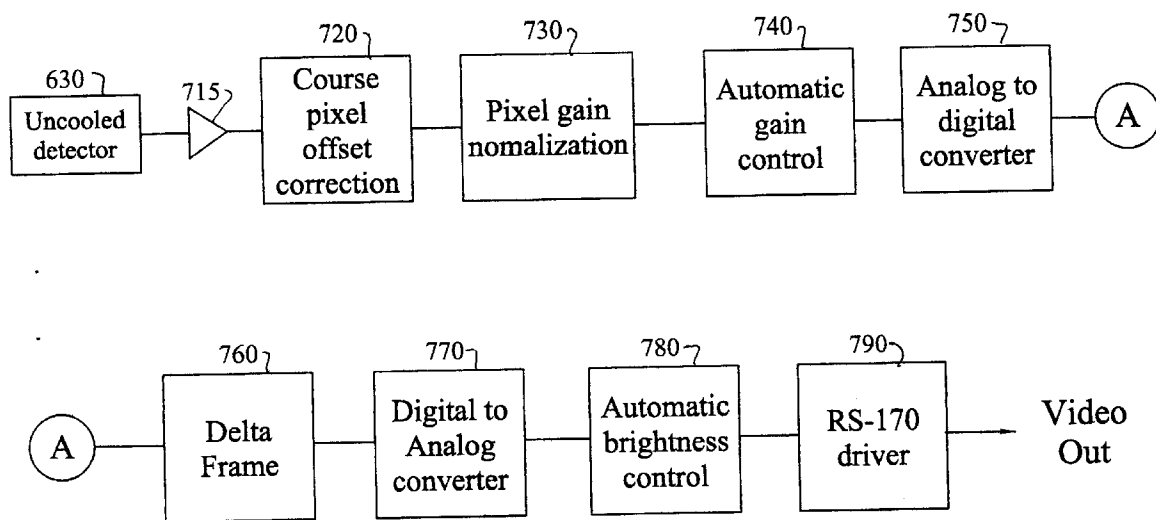 630
Uncooled
detector
715
720
Course
pixel
offset
correction
730
Pixel gain
nomalization
740
Automatic
gain
control
750
Analog to
digital
converter
A
A
760
Delta
Frame
770
Digital to
Analog
converter
780
Automatic
brightness
control
790
RS-170
driver
Video
Out